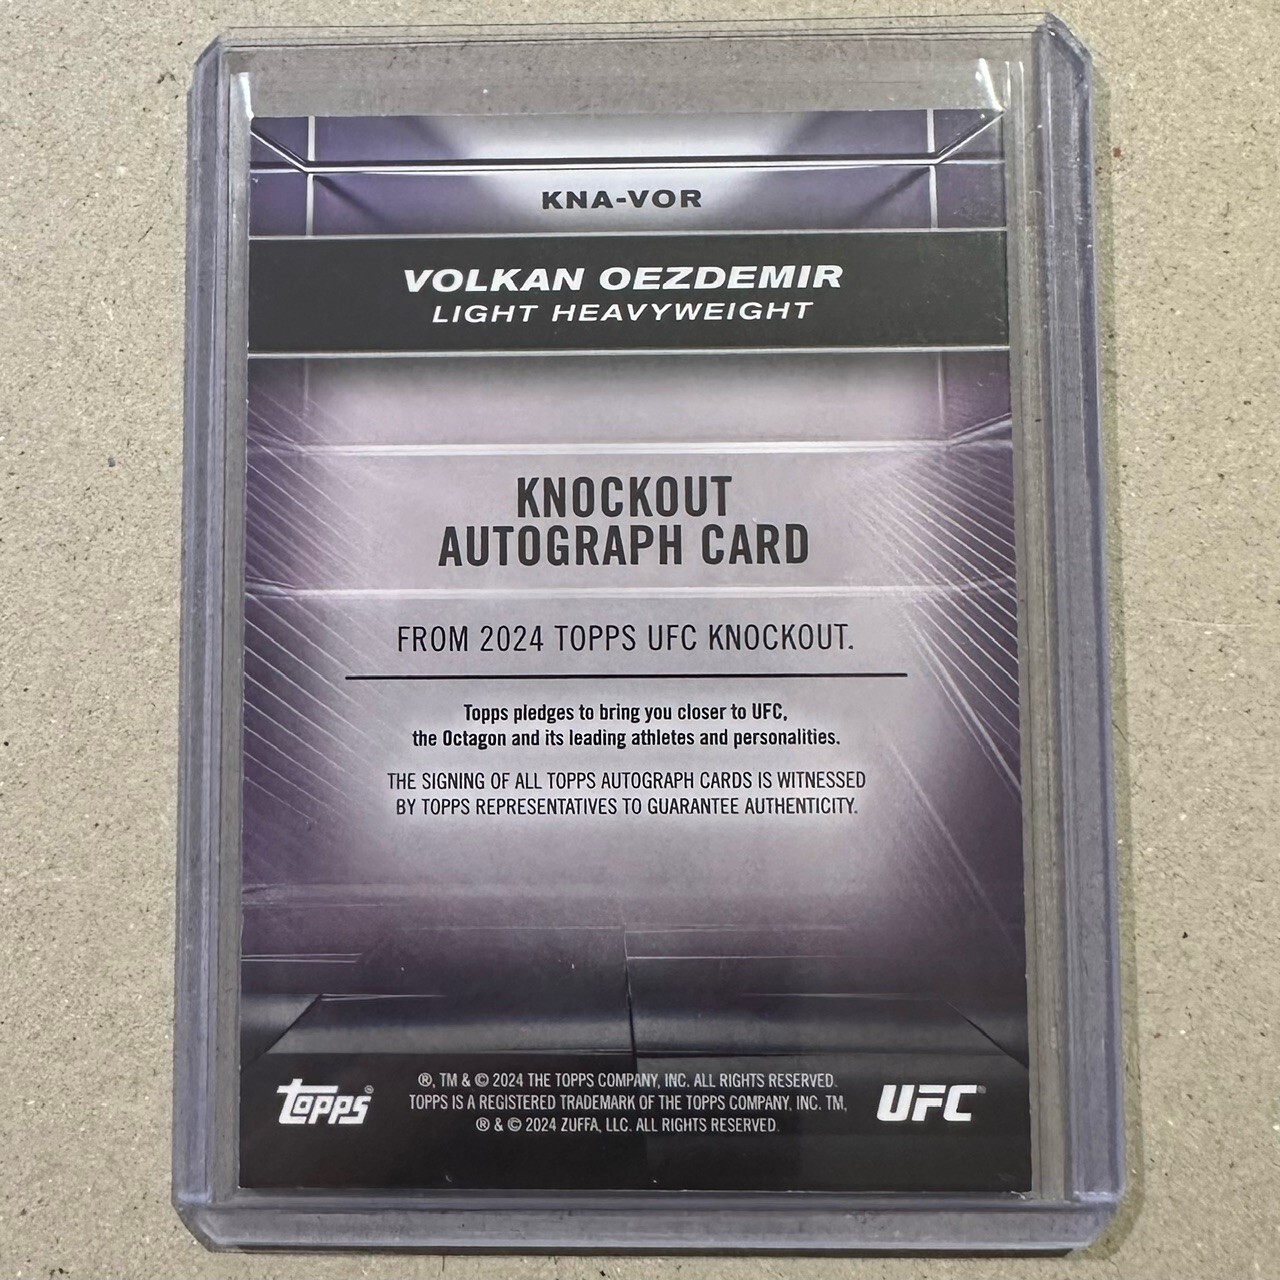 KNA-VOR
VOLKAN OEZDEMIR
LIGHT HEAVYWEIGHT
KNOCKOUT
AUTOGRAPH CARD
FROM 2024 TOPPS UFC KNOCKOUT.
Topps pledges to bring you closer to UFC,
the Octagon and its leading athletes and personalities.
THE SIGNING OF ALL TOPPS AUTOGRAPH CARDS IS WITNESSED
BY TOPPS REPRESENTATIVES TO GUARANTEE AUTHENTICITY.
topps®
®, TM & © 2024 THE TOPPS COMPANY, INC. ALL RIGHTS RESERVED.
TOPPS IS A REGISTERED TRADEMARK OF THE TOPPS COMPANY, INC. TM,
® & © 2024 ZUFFA, LLC. ALL RIGHTS RESERVED.
UFC®